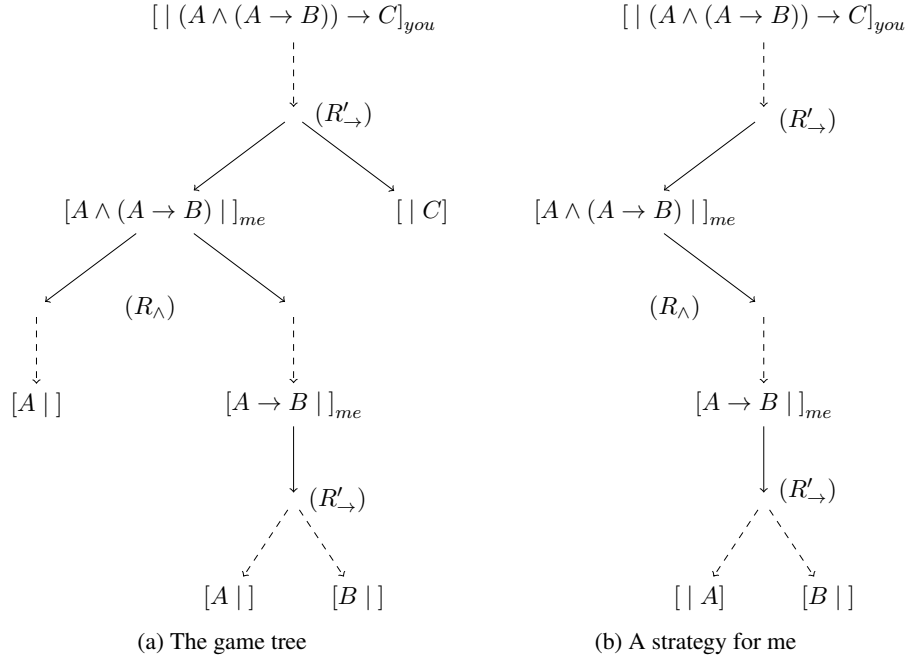 [ | (A ∧ (A → B)) → C]_you [ | (A ∧ (A → B)) → C]_you
(R′_→) (R′_→)
[A ∧ (A → B) | ]_me [ | C] [A ∧ (A → B) | ]_me
(R_∧) (R_∧)
[A | ] [A → B | ]_me [A → B | ]_me
(R′_→) (R′_→)
[A | ] [B | ] [ | A] [B | ]
(a) The game tree (b) A strategy for me